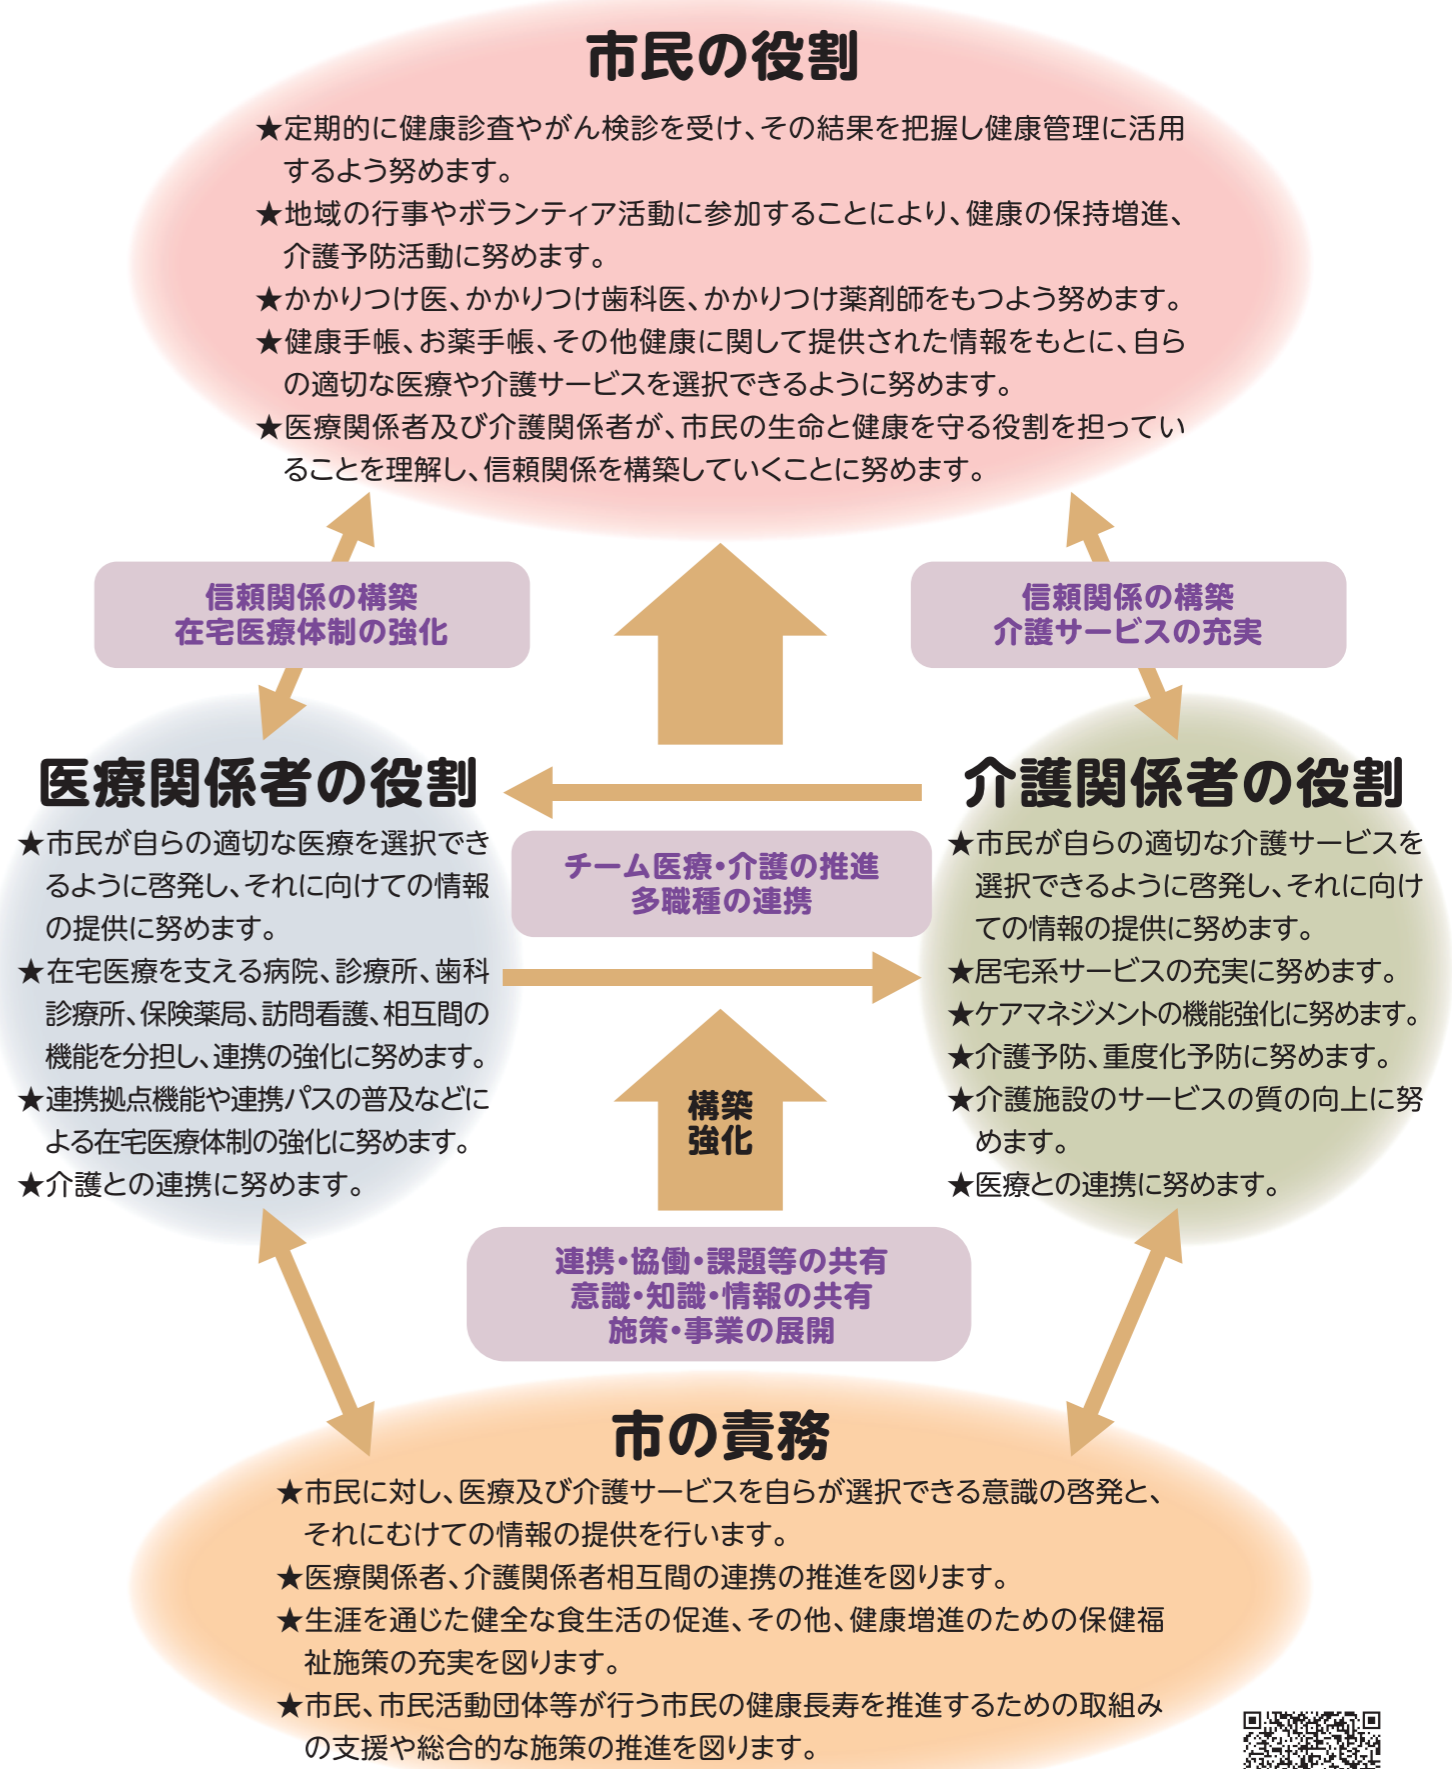 市民の役割
★定期的に健康診査やがん検診を受け、その結果を把握し健康管理に活用
するよう努めます。
★地域の行事やボランティア活動に参加することにより、健康の保持増進、
介護予防活動に努めます。
★かかりつけ医、かかりつけ歯科医、かかりつけ薬剤師をもつよう努めます。
★健康手帳、お薬手帳、その他健康に関して提供された情報をもとに、自ら
の適切な医療や介護サービスを選択できるように努めます。
★医療関係者及び介護関係者が、市民の生命と健康を守る役割を担ってい
ることを理解し、信頼関係を構築していくことに努めます。
信頼関係の構築
在宅医療体制の強化
信頼関係の構築
介護サービスの充実
医療関係者の役割
★市民が自らの適切な医療を選択でき
るように啓発し、それに向けての情報
の提供に努めます。
★在宅医療を支える病院、診療所、歯科
診療所、保険薬局、訪問看護、相互間の
機能を分担し、連携の強化に努めます。
★連携拠点機能や連携パスの普及などに
よる在宅医療体制の強化に努めます。
★介護との連携に努めます。
チーム医療・介護の推進
多職種の連携
介護関係者の役割
★市民が自らの適切な介護サービスを
選択できるように啓発し、それに向け
ての情報の提供に努めます。
★居宅系サービスの充実に努めます。
★ケアマネジメントの機能強化に努めます。
★介護予防、重度化予防に努めます。
★介護施設のサービスの質の向上に努
めます。
★医療との連携に努めます。
構築
強化
連携・協働・課題等の共有
意識・知識・情報の共有
施策・事業の展開
市の責務
★市民に対し、医療及び介護サービスを自らが選択できる意識の啓発と、
それにむけての情報の提供を行います。
★医療関係者、介護関係者相互間の連携の推進を図ります。
★生涯を通じた健全な食生活の促進、その他、健康増進のための保健福
祉施策の充実を図ります。
★市民、市民活動団体等が行う市民の健康長寿を推進するための取組み
の支援や総合的な施策の推進を図ります。